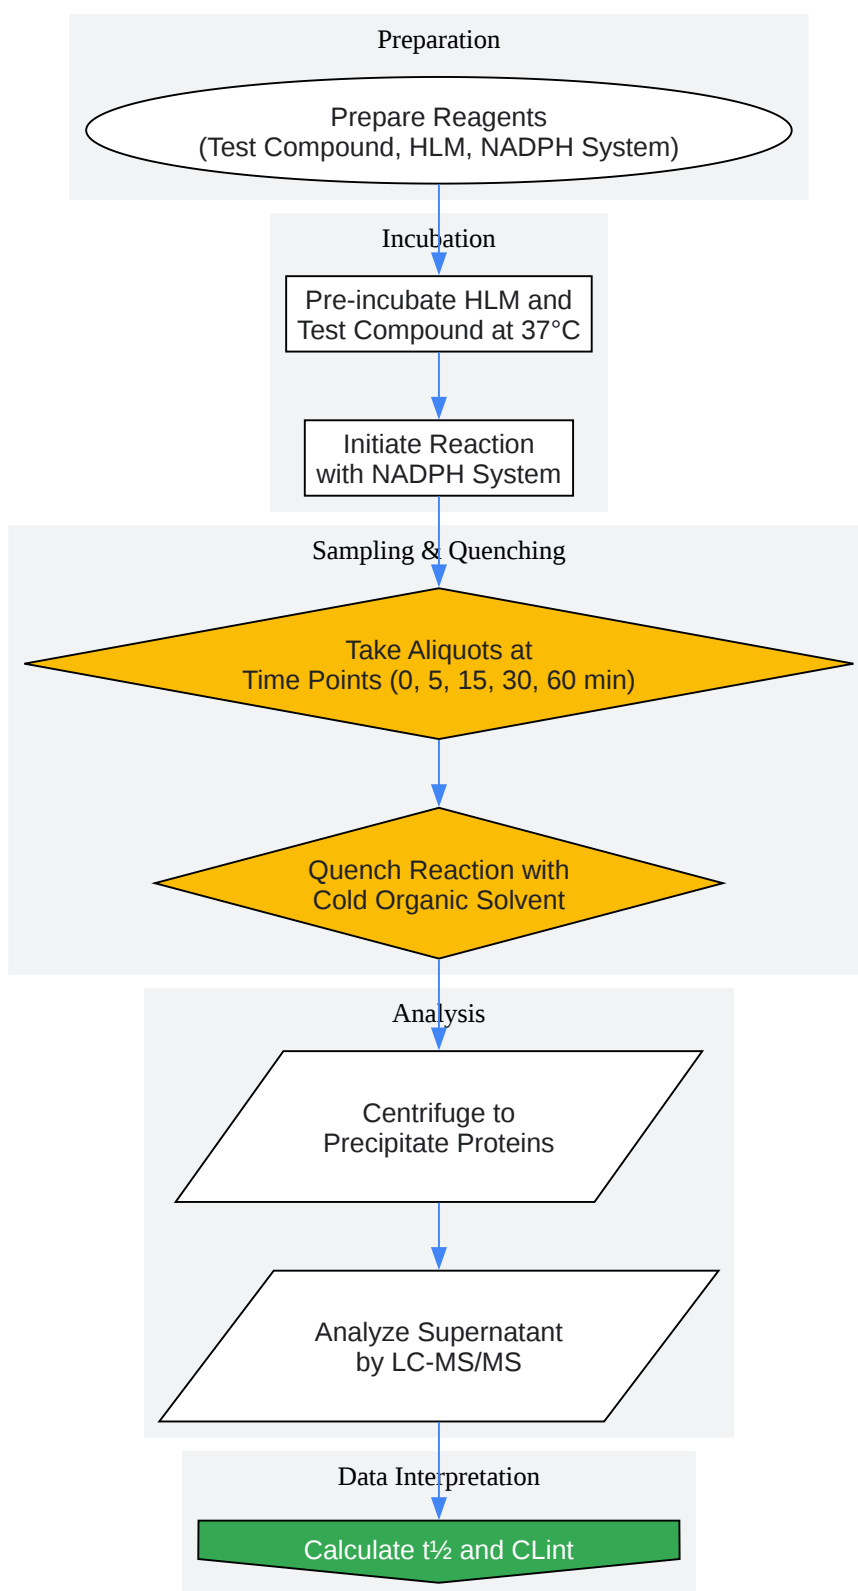 Preparation
Prepare Reagents
(Test Compound, HLM, NADPH System)
Incubation
Pre-incubate HLM and
Test Compound at 37°C
Initiate Reaction
with NADPH System
Sampling & Quenching
Take Aliquots at
Time Points (0, 5, 15, 30, 60 min)
Quench Reaction with
Cold Organic Solvent
Analysis
Centrifuge to
Precipitate Proteins
Analyze Supernatant
by LC-MS/MS
Data Interpretation
Calculate t½ and CLint